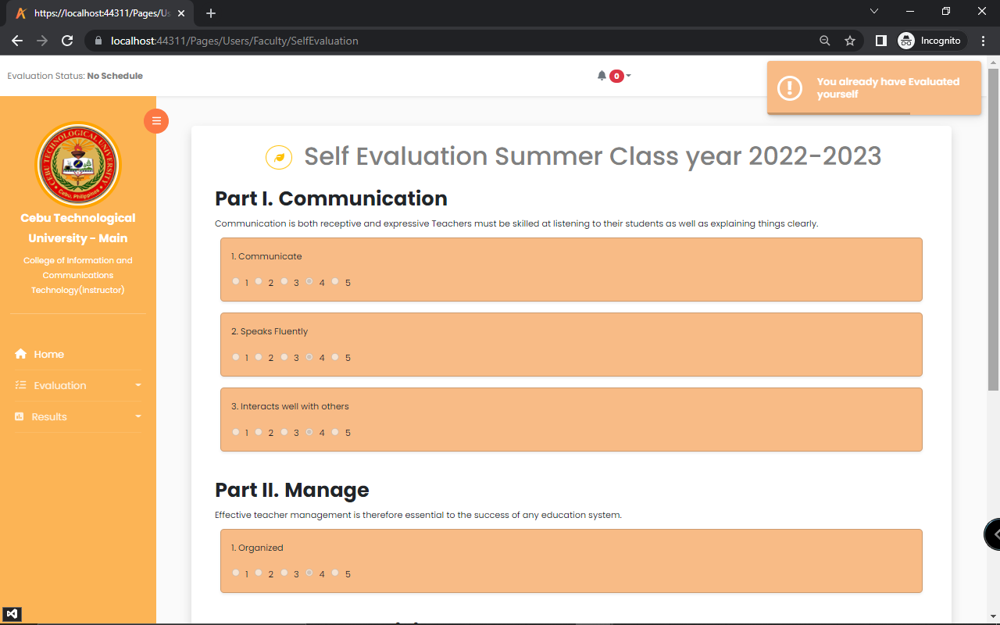 https://localhost:44311/Pages/Us
localhost:44311/Pages/Users/Faculty/SelfEvaluation
Incognito
Evaluation Status: No Schedule
0
You already have Evaluated
yourself
CEBU TECHNOLOGICAL UNIVERSITY
Cebu, Philippines
Cebu Technological
University - Main
College of Information and
Communications
Technology(Instructor)
Home
Evaluation
Results
Self Evaluation Summer Class year 2022-2023
Part I. Communication
Communication is both receptive and expressive Teachers must be skilled at listening to their students as well as explaining things clearly.
1. Communicate
1 2 3 4 5
2. Speaks Fluently
1 2 3 4 5
3. Interacts well with others
1 2 3 4 5
Part II. Manage
Effective teacher management is therefore essential to the success of any education system.
1. Organized
1 2 3 4 5